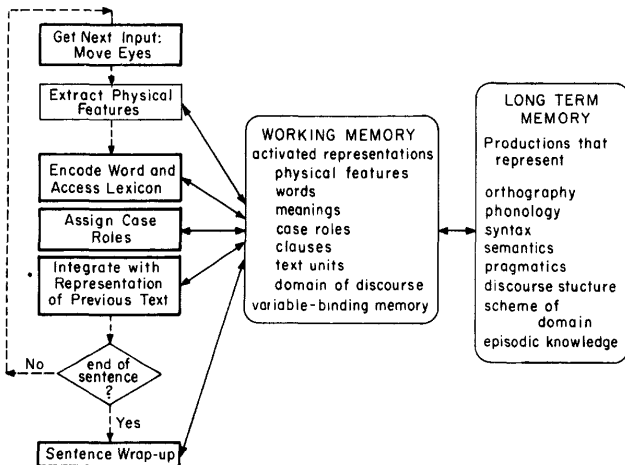 Get Next Input:
Move Eyes
Extract Physical
Features
Encode Word and
Access Lexicon
Assign Case
Roles
Integrate with
Representation
of Previous Text
No
end of
sentence
?
Yes
Sentence Wrap-up
WORKING MEMORY
activated representations
physical features
words
meanings
case roles
clauses
text units
domain of discourse
variable-binding memory
LONG TERM
MEMORY
Productions that
represent
orthography
phonology
syntax
semantics
pragmatics
discourse stucture
scheme of
domain
episodic knowledge